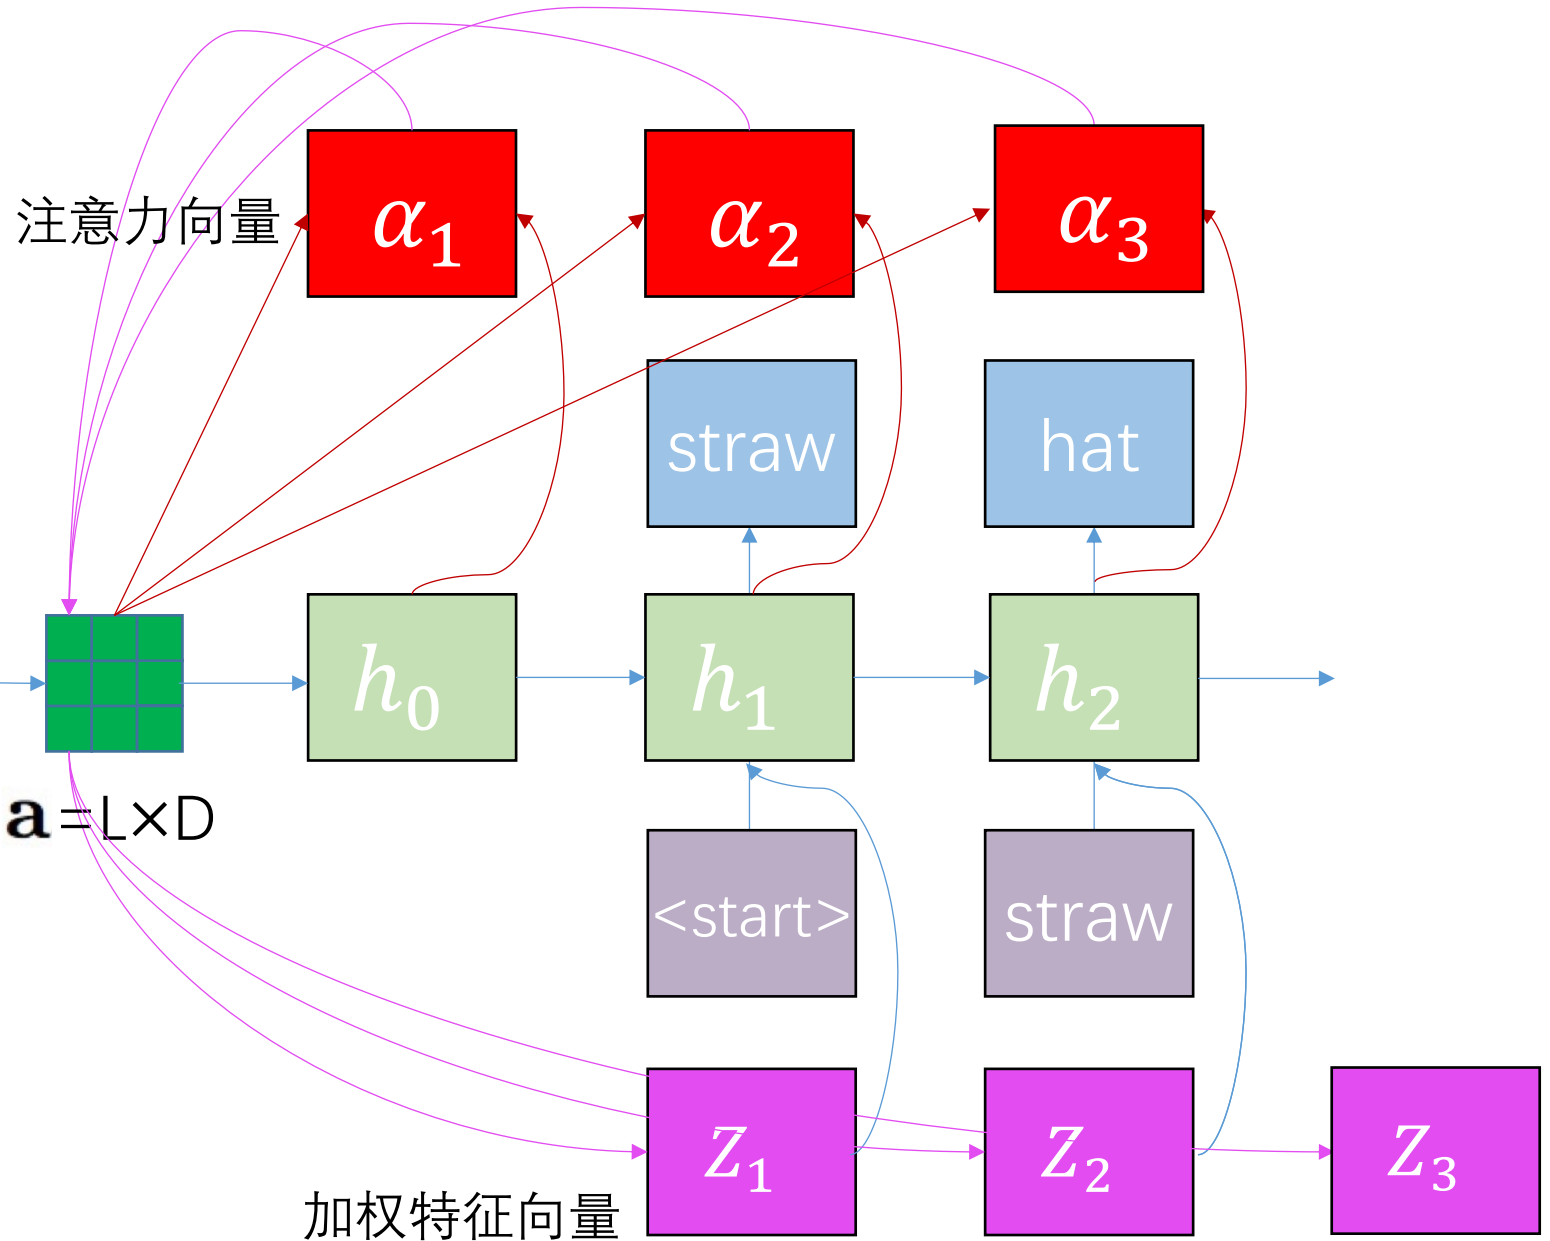 注意力向量
α₁
α₂
α₃
straw
hat
h₀
h₁
h₂
a=L×D
<start>
straw
z₁
z₂
z₃
加权特征向量